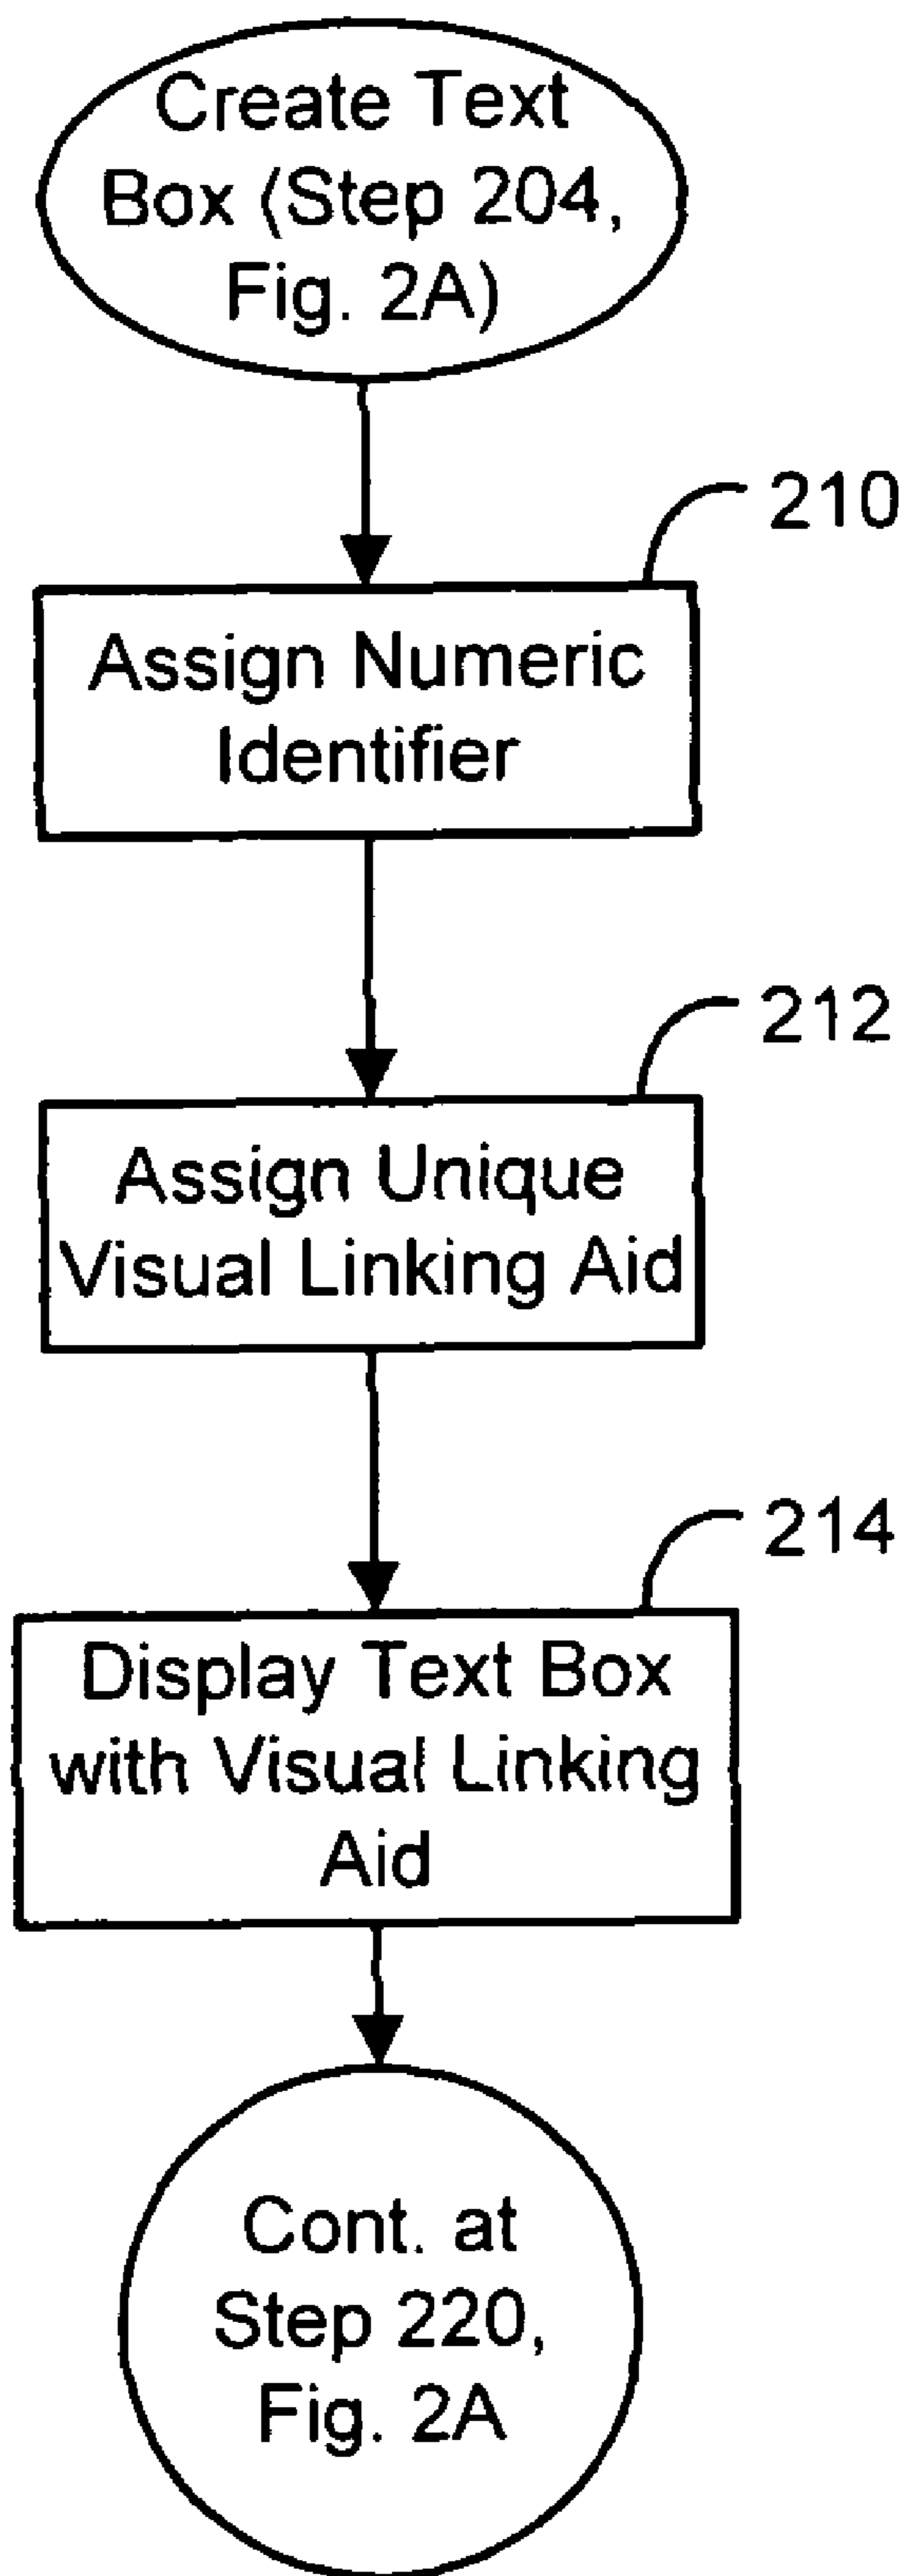 Create Text
Box (Step 204,
Fig. 2A)
210
Assign Numeric
Identifier
212
Assign Unique
Visual Linking Aid
214
Display Text Box
with Visual Linking
Aid
Cont. at
Step 220,
Fig. 2A